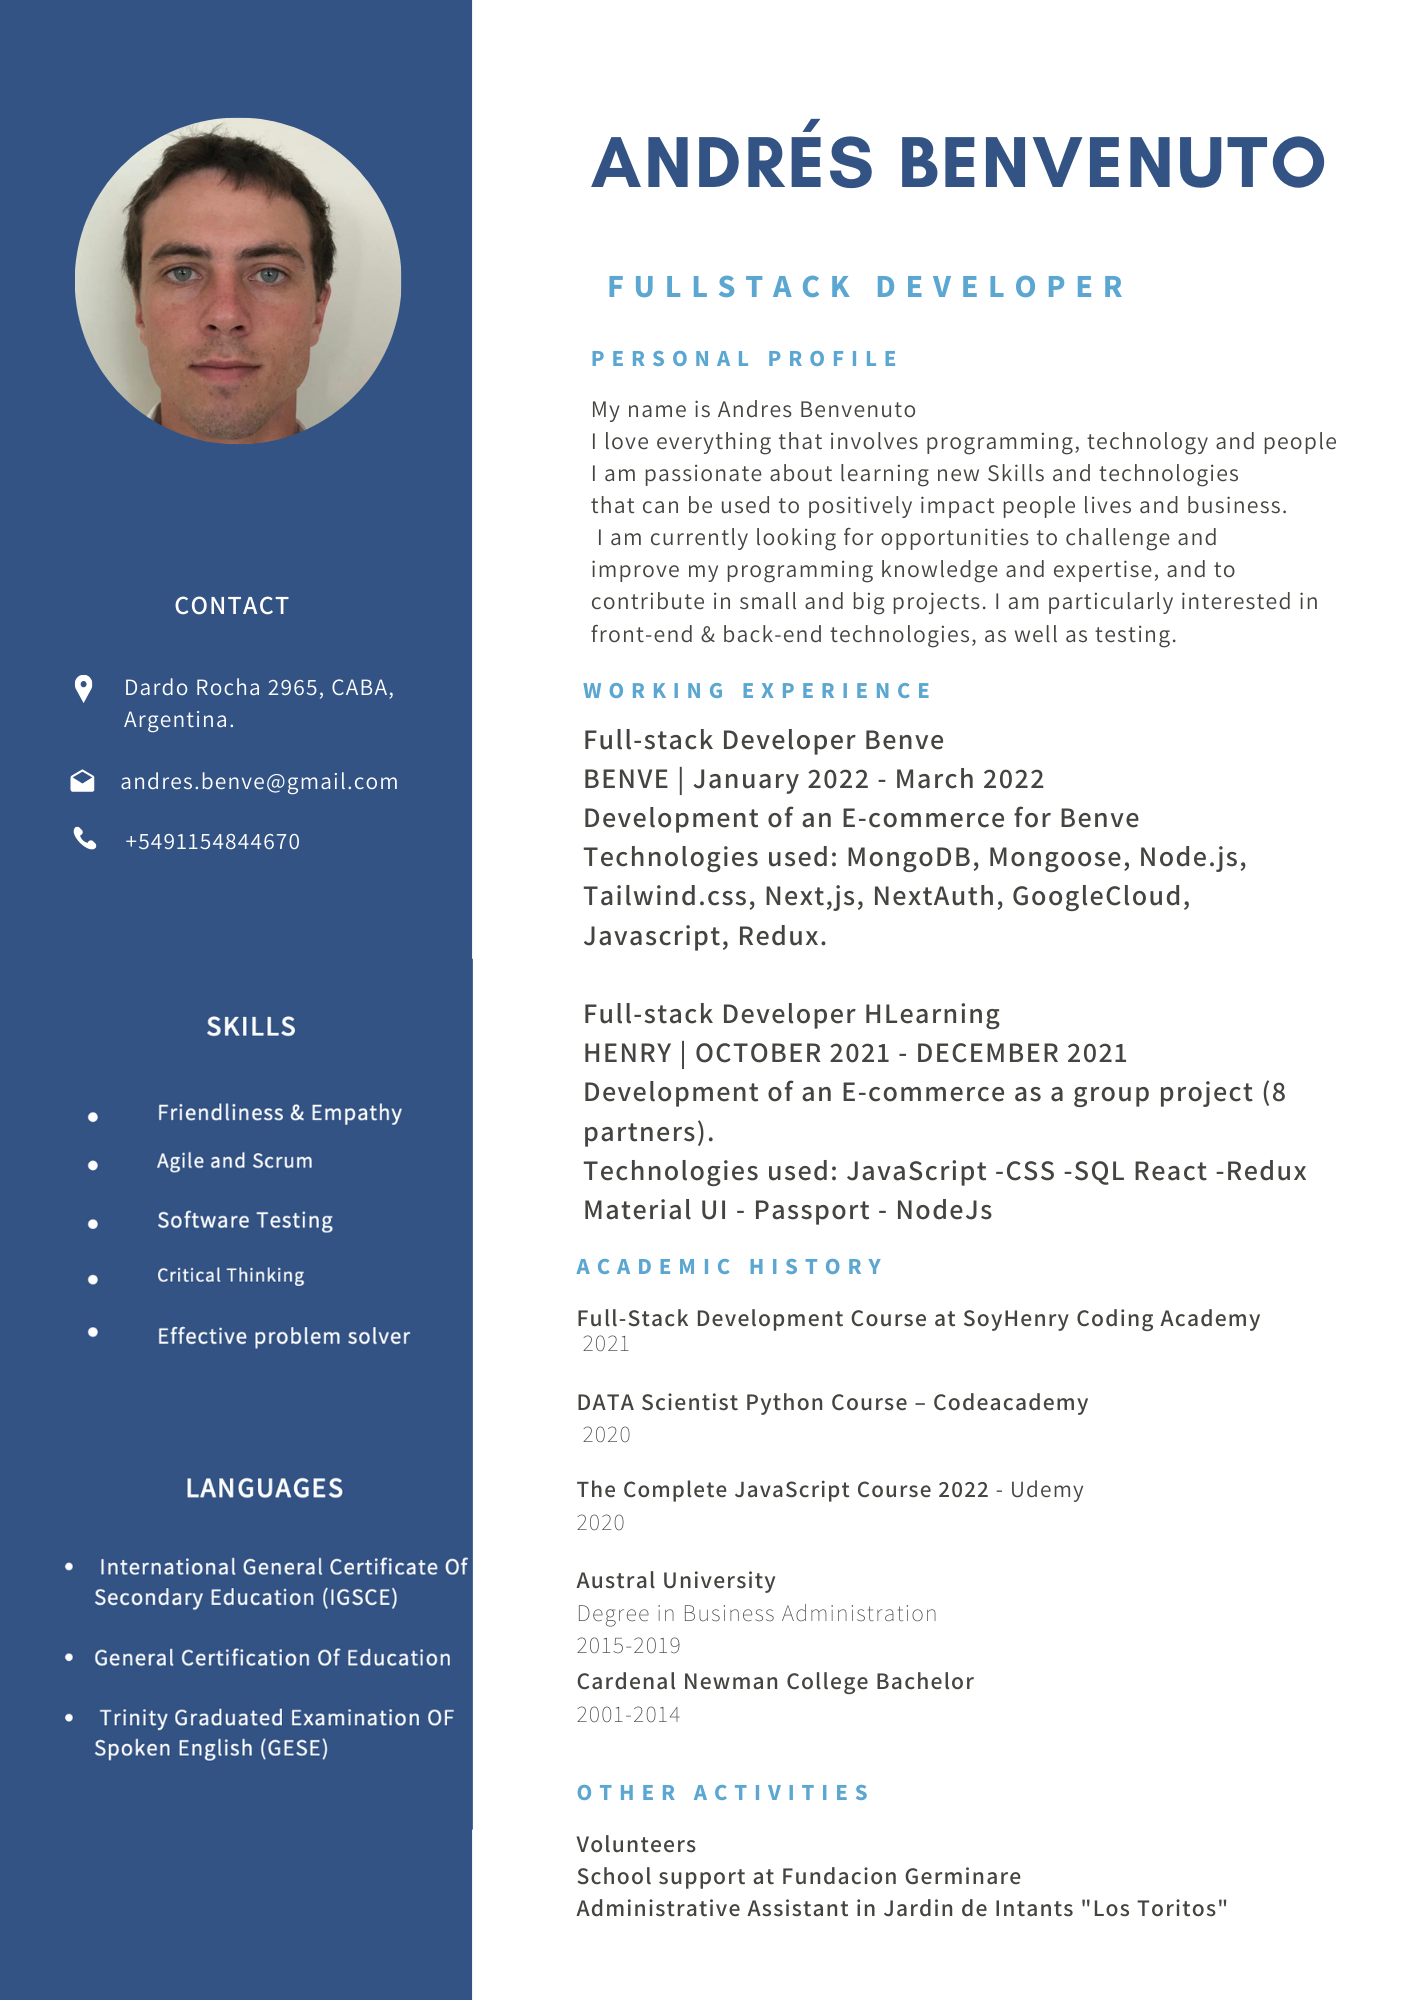 ANDRÉS BENVENUTO
FULLSTACK DEVELOPER
PERSONAL PROFILE
My name is Andres Benvenuto
I love everything that involves programming, technology and people
I am passionate about learning new Skills and technologies
that can be used to positively impact people lives and business.
I am currently looking for opportunities to challenge and
improve my programming knowledge and expertise, and to
contribute in small and big projects. I am particularly interested in
front-end & back-end technologies, as well as testing.
WORKING EXPERIENCE
Full-stack Developer Benve
BENVE | January 2022 - March 2022
Development of an E-commerce for Benve
Technologies used: MongoDB, Mongoose, Node.js,
Tailwind.css, Next,js, NextAuth, GoogleCloud,
Javascript, Redux.
Full-stack Developer HLearning
HENRY | OCTOBER 2021 - DECEMBER 2021
Development of an E-commerce as a group project (8
partners).
Technologies used: JavaScript -CSS -SQL React -Redux
Material UI - Passport - NodeJs
ACADEMIC HISTORY
Full-Stack Development Course at SoyHenry Coding Academy
2021
DATA Scientist Python Course – Codeacademy
2020
The Complete JavaScript Course 2022 - Udemy
2020
Austral University
Degree in Business Administration
2015-2019
Cardenal Newman College Bachelor
2001-2014
OTHER ACTIVITIES
Volunteers
School support at Fundacion Germinare
Administrative Assistant in Jardin de Intants "Los Toritos"
CONTACT
Dardo Rocha 2965, CABA,
Argentina.
andres.benve@gmail.com
+5491154844670
SKILLS
• Friendliness & Empathy
• Agile and Scrum
• Software Testing
• Critical Thinking
• Effective problem solver
LANGUAGES
• International General Certificate Of
Secondary Education (IGSCE)
• General Certification Of Education
• Trinity Graduated Examination OF
Spoken English (GESE)